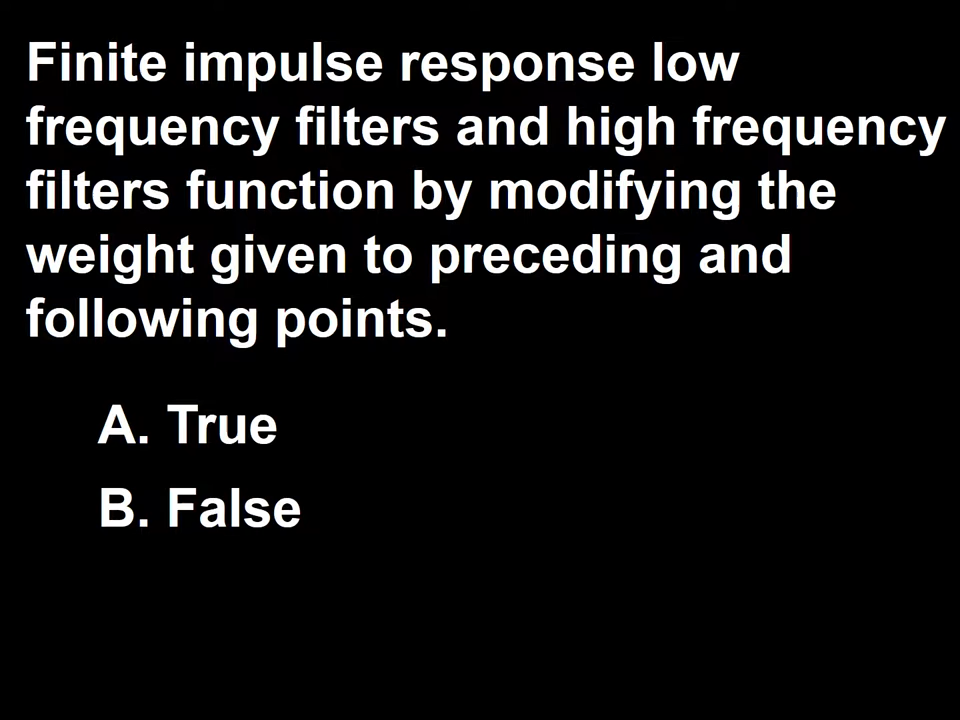 Finite impulse response low
frequency filters and high frequency
filters function by modifying the
weight given to preceding and
following points.
A. True
B. False